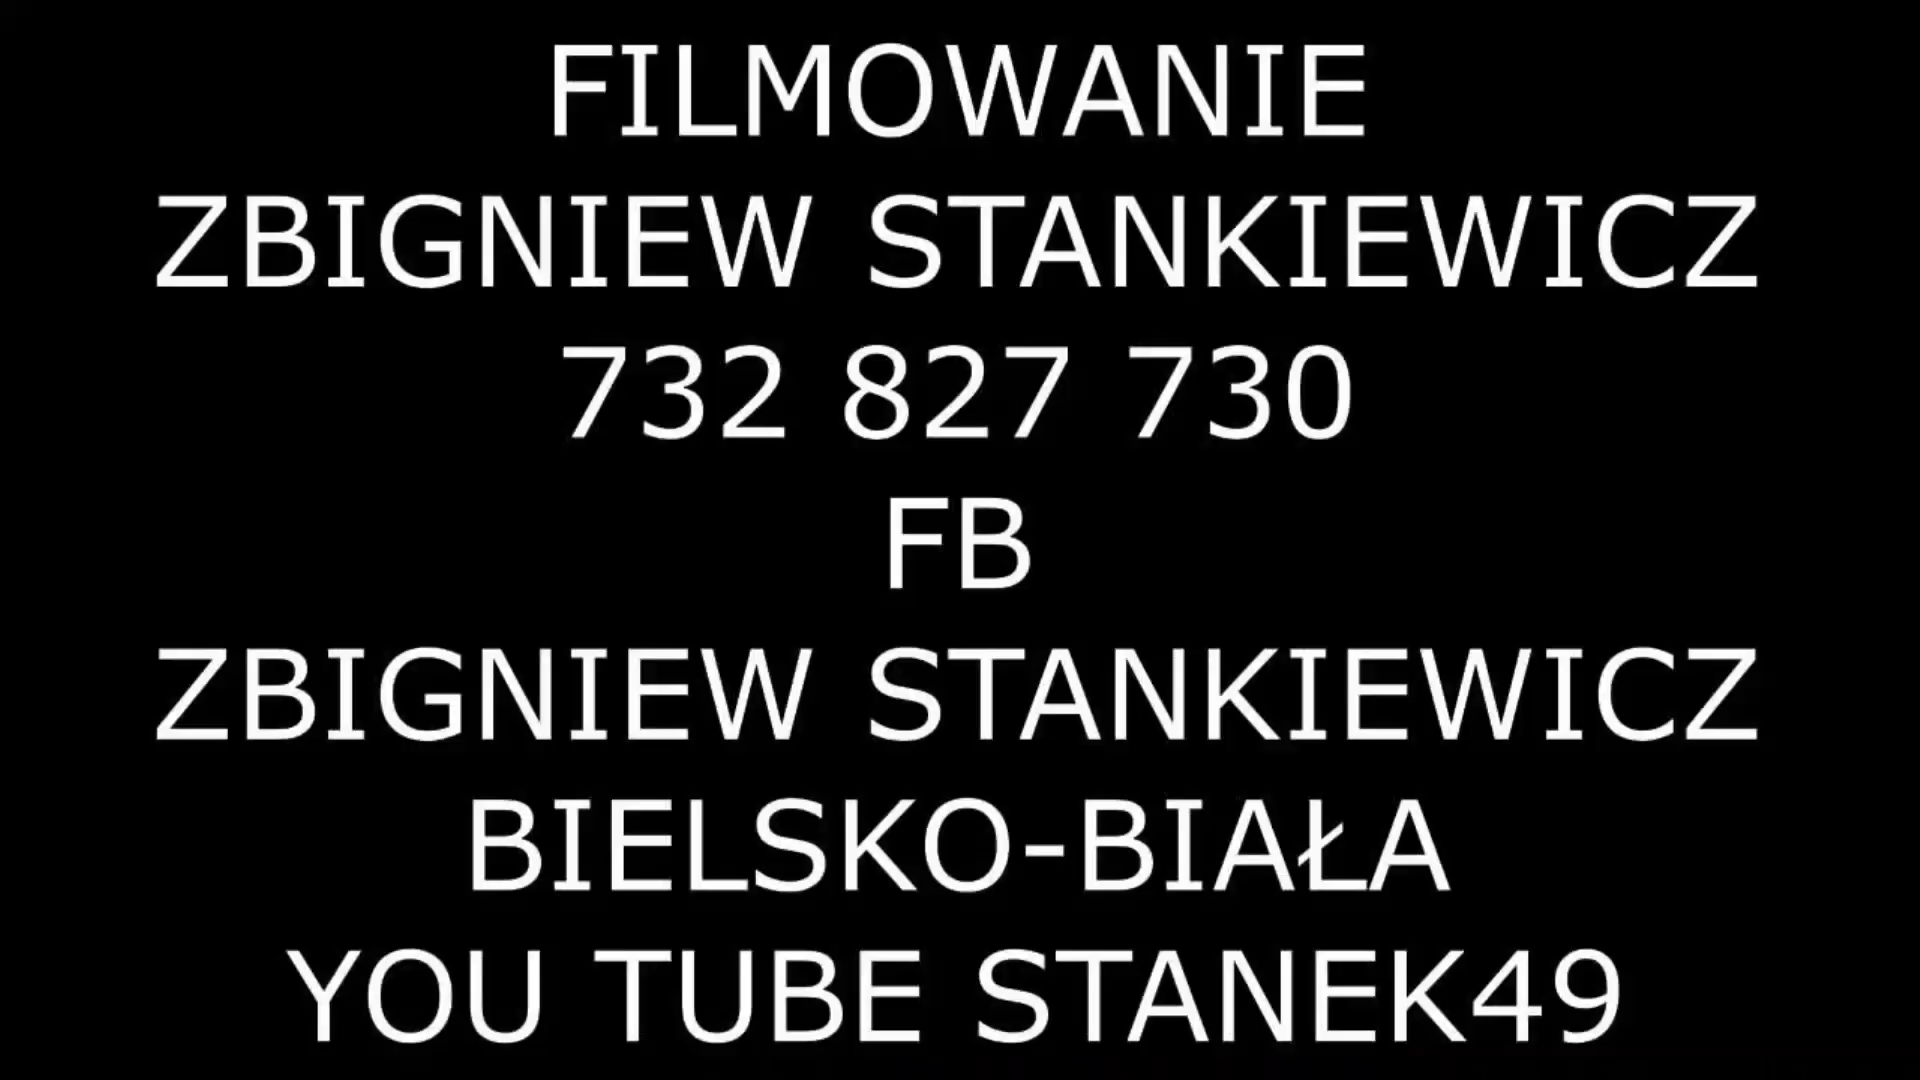 FILMOWANIE
ZBIGNIEW STANKIEWICZ
732 827 730
FB
ZBIGNIEW STANKIEWICZ
BIELSKO-BIAŁA
YOU TUBE STANEK49